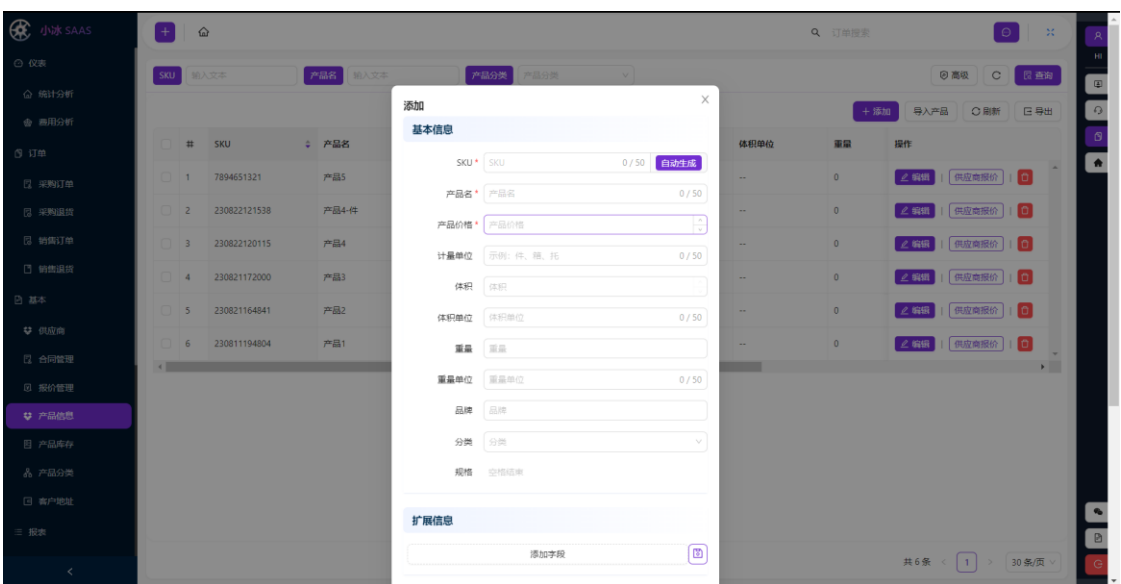 小冰 SAAS
订单搜索
仪表
统计分析
商用分析
订单
采购订单
采购退货
销售订单
销售退货
基本
供应商
合同管理
报价管理
产品信息
产品库存
产品分类
客户地址
报表
HI
SKU 输入文本 产品名 输入文本 产品分类 产品分类 高级 查询
添加 导入产品 刷新 导出
# SKU 产品名 体积单位 重量 操作
1 7894651321 产品5 -- 0 编辑 | 供应商报价 |
2 230822121538 产品4-件 -- 0 编辑 | 供应商报价 |
3 230822120115 产品4 -- 0 编辑 | 供应商报价 |
4 230821172000 产品3 -- 0 编辑 | 供应商报价 |
5 230821164841 产品2 -- 0 编辑 | 供应商报价 |
6 230811194804 产品1 -- 0 编辑 | 供应商报价 |
添加
基本信息
SKU * SKU 0 / 50 自动生成
产品名 * 产品名 0 / 50
产品价格 * 产品价格
计量单位 示例：件、桶、托 0 / 50
体积 体积
体积单位 体积单位 0 / 50
重量 重量
重量单位 重量单位 0 / 50
品牌 品牌
分类 分类
规格 空格结束
扩展信息
添加字段
共 6 条 < 1 > 30 条/页